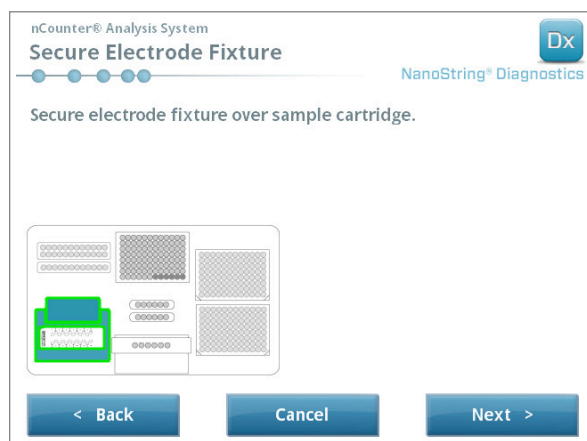 nCounter® Analysis System
Secure Electrode Fixture
Dx
NanoString® Diagnostics
Secure electrode fixture over sample cartridge.
< Back
Cancel
Next >